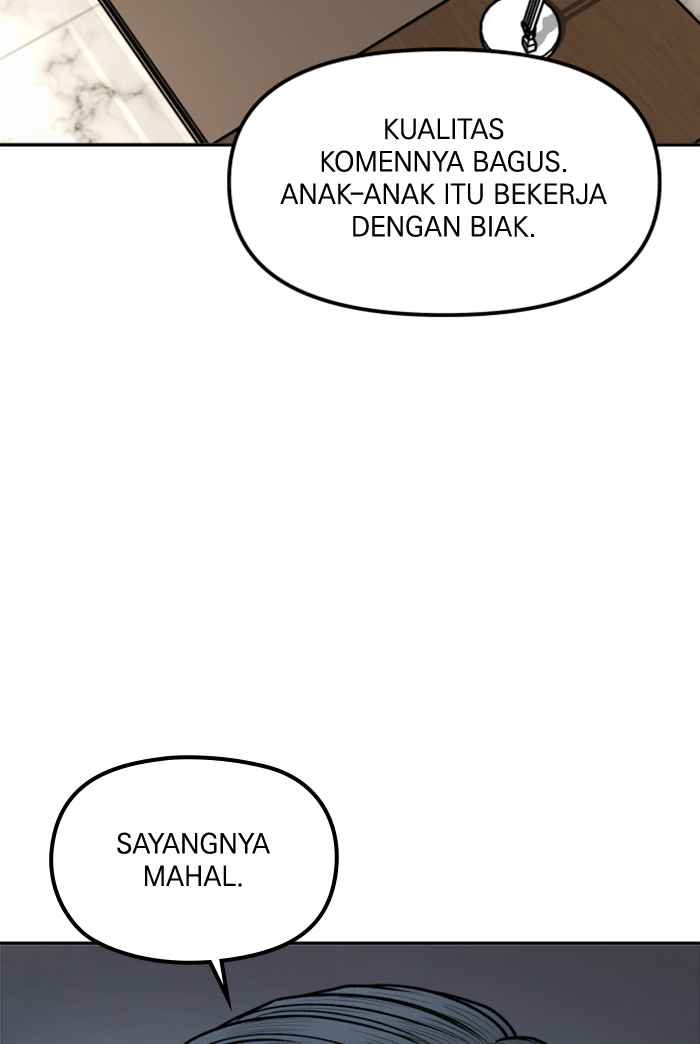 KUALITAS
KOMENNYA BAGUS.
ANAK-ANAK ITU BEKERJA
DENGAN BIAK.
SAYANGNYA
MAHAL.